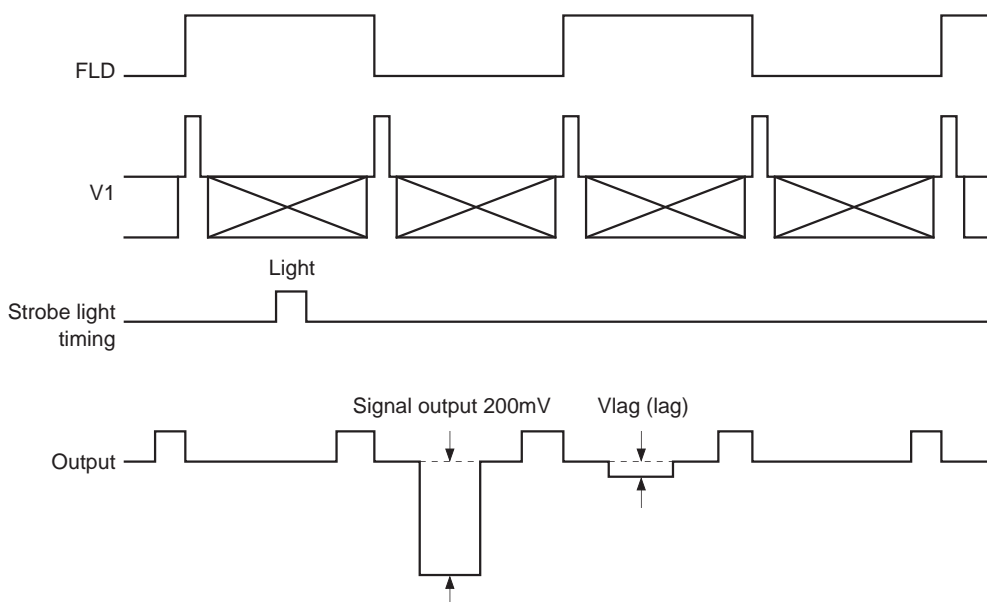 FLD
V1
Light
Strobe light
timing
Signal output 200mV
Vlag (lag)
Output